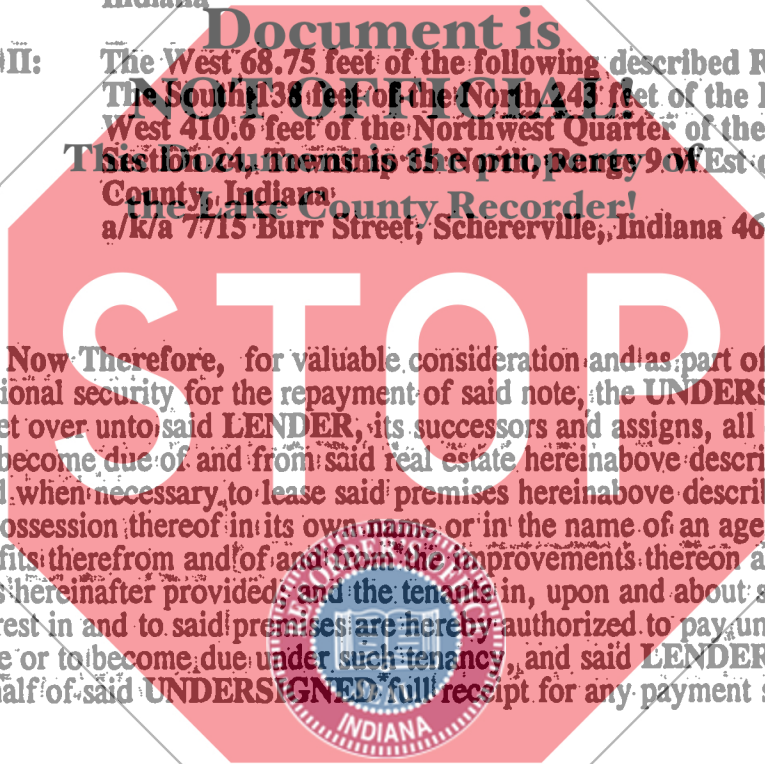 Indiana
Document is
II: The West 68.75 feet of the following described R
NOT OFFICIAL!
The South 138 feet of the North 243 feet of the
West 410.6 feet of the Northwest Quarter of the
This Document is the property of
Section 24, Township 35 North, Range 9 West of
County, Indiana
the Lake County Recorder!
a/k/a 7715 Burr Street, Schererville, Indiana 46
STOP
Now Therefore, for valuable consideration and as part of
ional security for the repayment of said note, the UNDERS
et over unto said LENDER, its successors and assigns, all
become due of and from said real estate hereinabove descri
when necessary to lease said premises hereinabove descri
ossession thereof in its own name or in the name of an age
fits therefrom and of and from the improvements thereon a
s hereinafter provided, and the tenants in, upon and about s
rest in and to said premises are hereby authorized to pay un
e or to become due under such tenancy, and said LENDER
half of said UNDERSIGNED full receipt for any payment s
RECORDER OFFICE
INDIANA